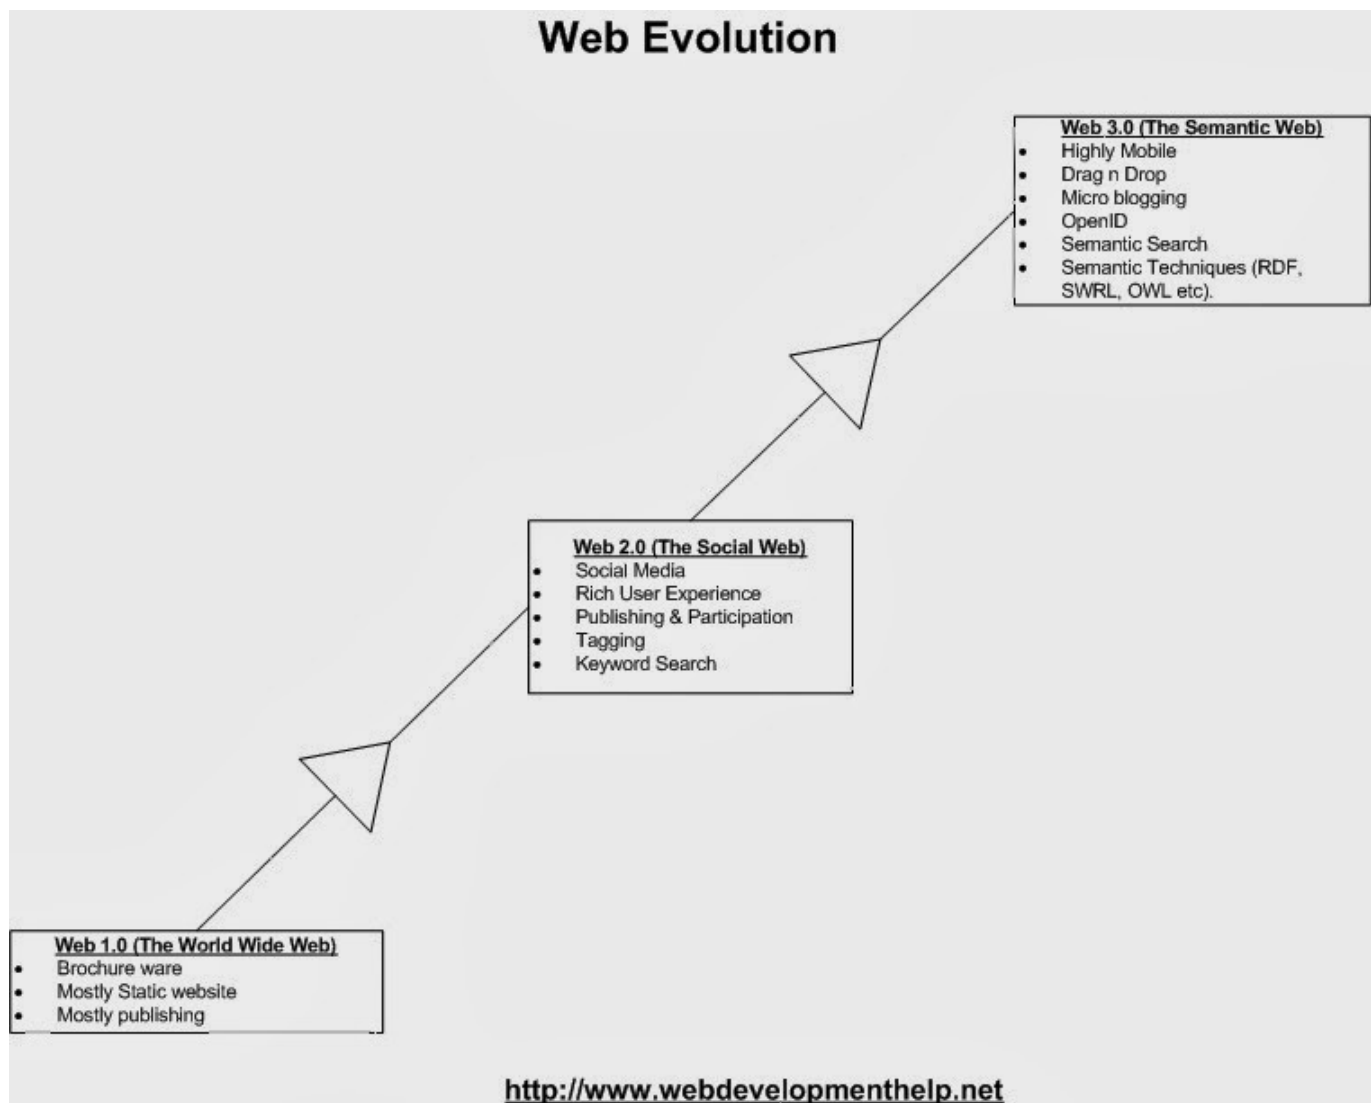 Web Evolution
Web 3.0 (The Semantic Web)
• Highly Mobile
• Drag n Drop
• Micro blogging
• OpenID
• Semantic Search
• Semantic Techniques (RDF,
SWRL, OWL etc).
Web 2.0 (The Social Web)
• Social Media
• Rich User Experience
• Publishing & Participation
• Tagging
• Keyword Search
Web 1.0 (The World Wide Web)
• Brochure ware
• Mostly Static website
• Mostly publishing
http://www.webdevelopmenthelp.net